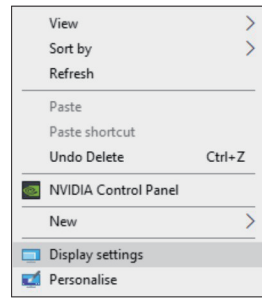 View
Sort by
Refresh
Paste
Paste shortcut
Undo Delete Ctrl+Z
NVIDIA Control Panel
New
Display settings
Personalise